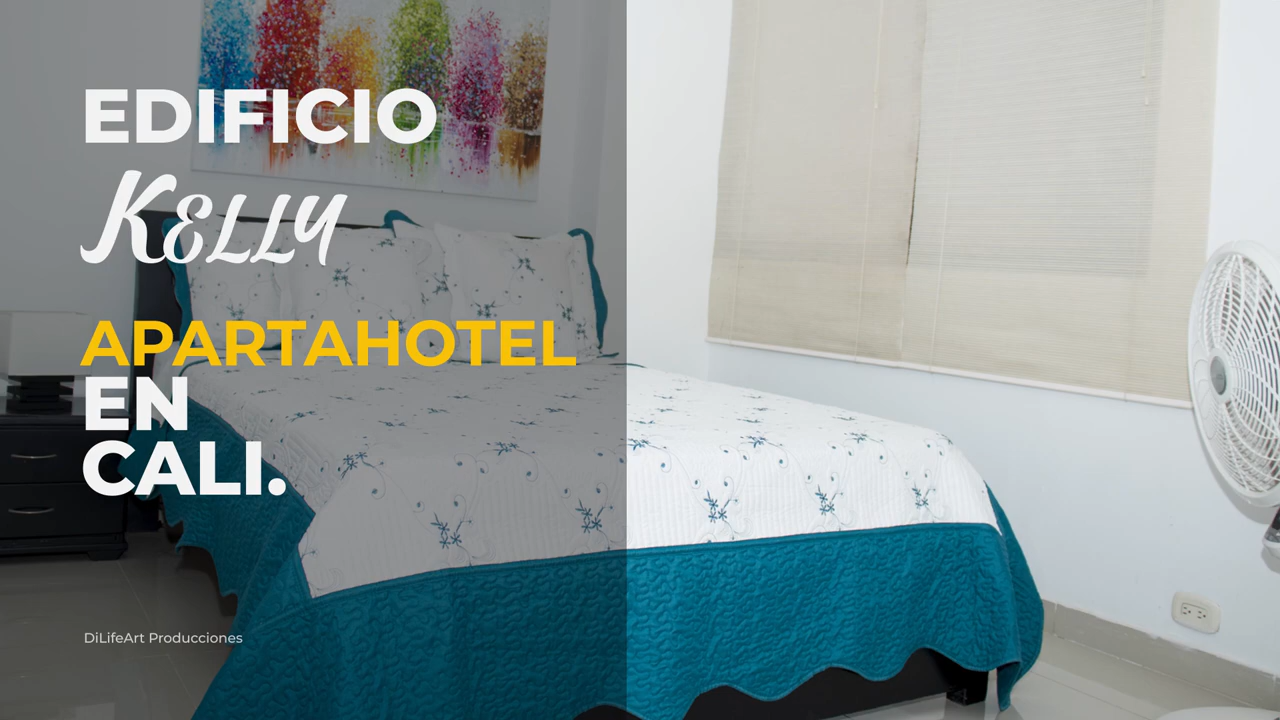 EDIFICIO
KELLY
APARTAHOTEL
EN
CALI.
DiLifeArt Producciones